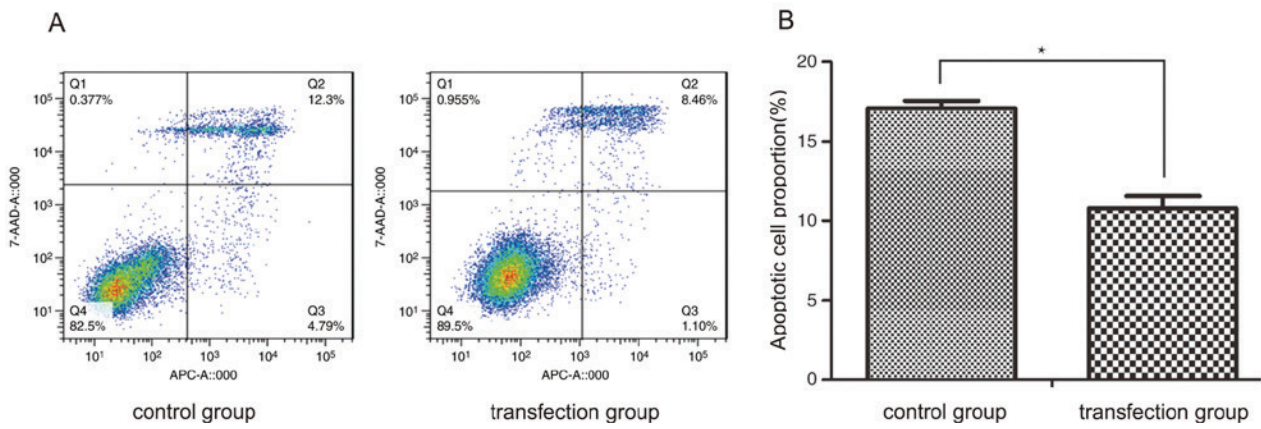 A
Q1
0.377%
Q2
12.3%
10⁵
10⁴
10³
10²
10¹
7-AAD-A::000
Q4
82.5%
Q3
4.79%
10¹
10²
10³
10⁴
10⁵
APC-A::000
control group
Q1
0.955%
Q2
8.46%
10⁵
10⁴
10³
10²
10¹
7-AAD-A::000
Q4
89.5%
Q3
1.10%
10¹
10²
10³
10⁴
10⁵
APC-A::000
transfection group
B
*
20
15
10
5
0
Apoptotic cell proportion(%)
control group
transfection group